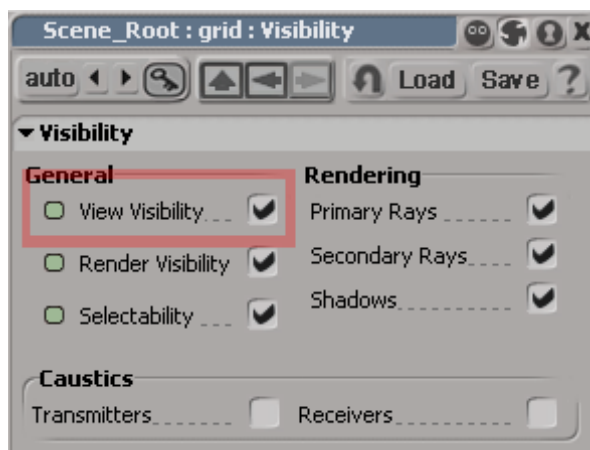 Scene_Root : grid : Visibility
auto Load Save ?
Visibility
General Rendering
View Visibility Primary Rays
Render Visibility Secondary Rays
Selectability Shadows
Caustics
Transmitters Receivers